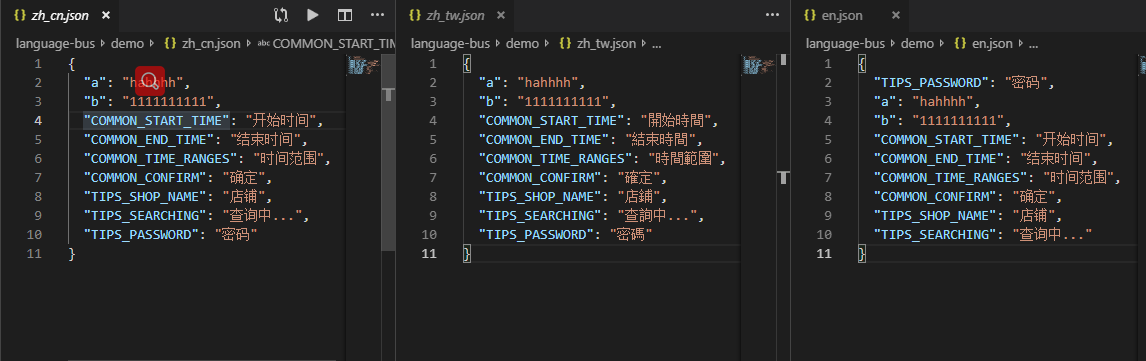 zh_cn.json
language-bus > demo > {} zh_cn.json > abc COMMON_START_TIM
1 {
2 "a": "hahhhh",
3 "b": "1111111111",
4 "COMMON_START_TIME": "开始时间",
5 "COMMON_END_TIME": "结束时间",
6 "COMMON_TIME_RANGES": "时间范围",
7 "COMMON_CONFIRM": "确定",
8 "TIPS_SHOP_NAME": "店铺",
9 "TIPS_SEARCHING": "查询中...",
10 "TIPS_PASSWORD": "密码"
11 }
zh_tw.json
language-bus > demo > {} zh_tw.json > ...
1 {
2 "a": "hahhhh",
3 "b": "1111111111",
4 "COMMON_START_TIME": "開始時間",
5 "COMMON_END_TIME": "結束時間",
6 "COMMON_TIME_RANGES": "時間範圍",
7 "COMMON_CONFIRM": "確定",
8 "TIPS_SHOP_NAME": "店鋪",
9 "TIPS_SEARCHING": "查詢中...",
10 "TIPS_PASSWORD": "密碼"
11 }
en.json
language-bus > demo > {} en.json > ...
1 {
2 "TIPS_PASSWORD": "密码",
3 "a": "hahhhh",
4 "b": "1111111111",
5 "COMMON_START_TIME": "开始时间",
6 "COMMON_END_TIME": "结束时间",
7 "COMMON_TIME_RANGES": "时间范围",
8 "COMMON_CONFIRM": "确定",
9 "TIPS_SHOP_NAME": "店铺",
10 "TIPS_SEARCHING": "查询中..."
11 }